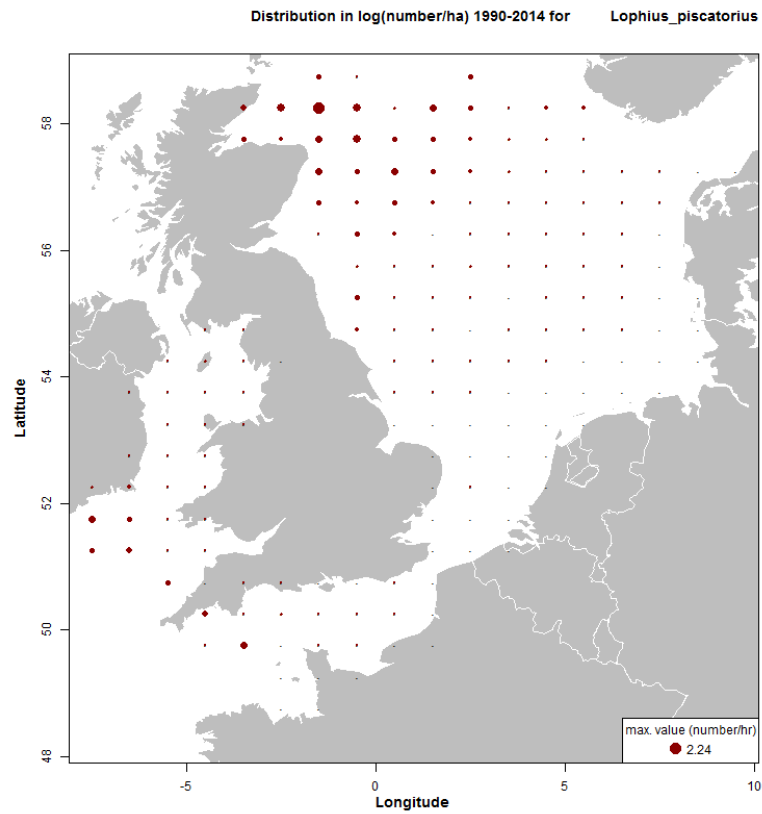 Distribution in log(number/ha) 1990-2014 for Lophius_piscatorius
58
56
54
52
50
48
Latitude
-5
0
5
10
Longitude
max. value (number/hr)
2.24